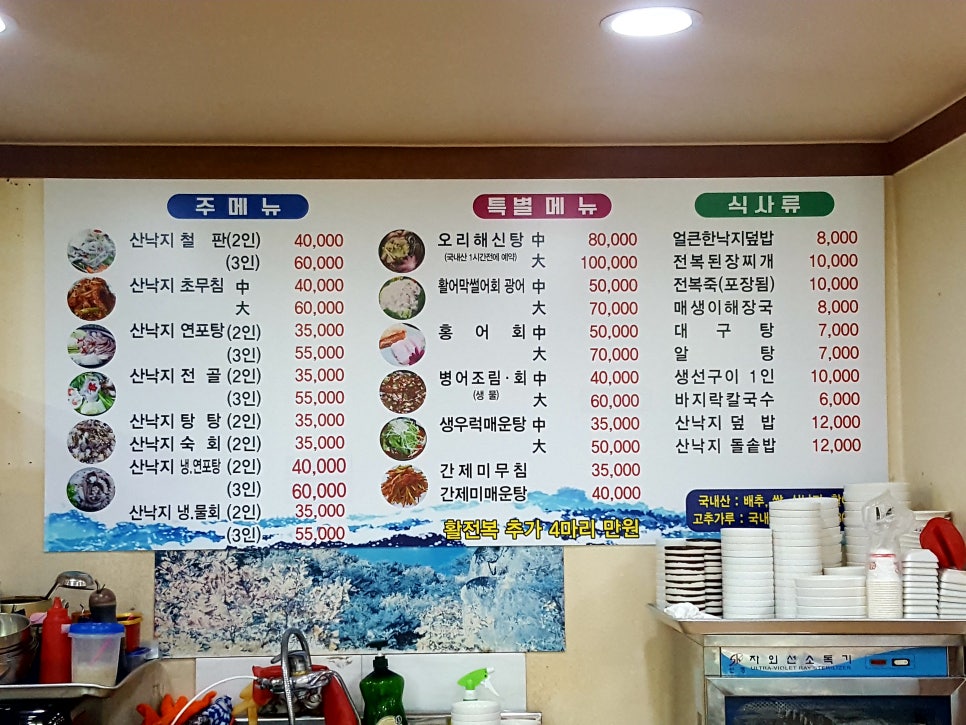 주메뉴
산낙지 철 판(2인) 40,000
(3인) 60,000
산낙지 초무침 中 40,000
大 60,000
산낙지 연포탕(2인) 35,000
(3인) 55,000
산낙지 전 골 (2인) 35,000
(3인) 55,000
산낙지 탕 탕 (2인) 35,000
산낙지 숙 회 (2인) 35,000
산낙지 냉.연포탕 (2인) 40,000
(3인) 60,000
산낙지 냉.물회 (2인) 35,000
(3인) 55,000
특별메뉴
오리해신탕 中 80,000
(국내산 1시간전에 예약) 大 100,000
활어막썰어회 광어 中 50,000
大 70,000
홍 어 회 中 50,000
大 70,000
병어조림·회 中 40,000
(생 물) 大 60,000
생우럭매운탕 中 35,000
大 50,000
간제미무침 35,000
간제미매운탕 40,000
활전복 추가 4마리 만원
식사류
얼큰한낙지덮밥 8,000
전복된장찌개 10,000
전복죽(포장됨) 10,000
매생이해장국 8,000
대 구 탕 7,000
알 탕 7,000
생선구이 1인 10,000
바지락칼국수 6,000
산낙지 덮 밥 12,000
산낙지 돌솥밥 12,000
국내산 : 배추, 쌀,
고추가루 : 국내
자외선소독기
ULTRA-VIOLET RAY STERILIZER